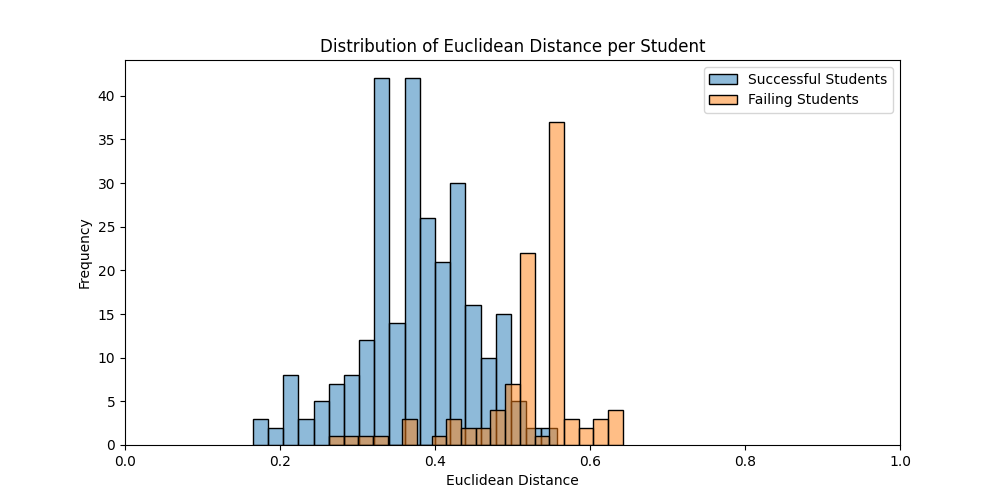 Distribution of Euclidean Distance per Student
Successful Students
Failing Students
Frequency
40
35
30
25
20
15
10
5
0
0.0 0.2 0.4 0.6 0.8 1.0
Euclidean Distance